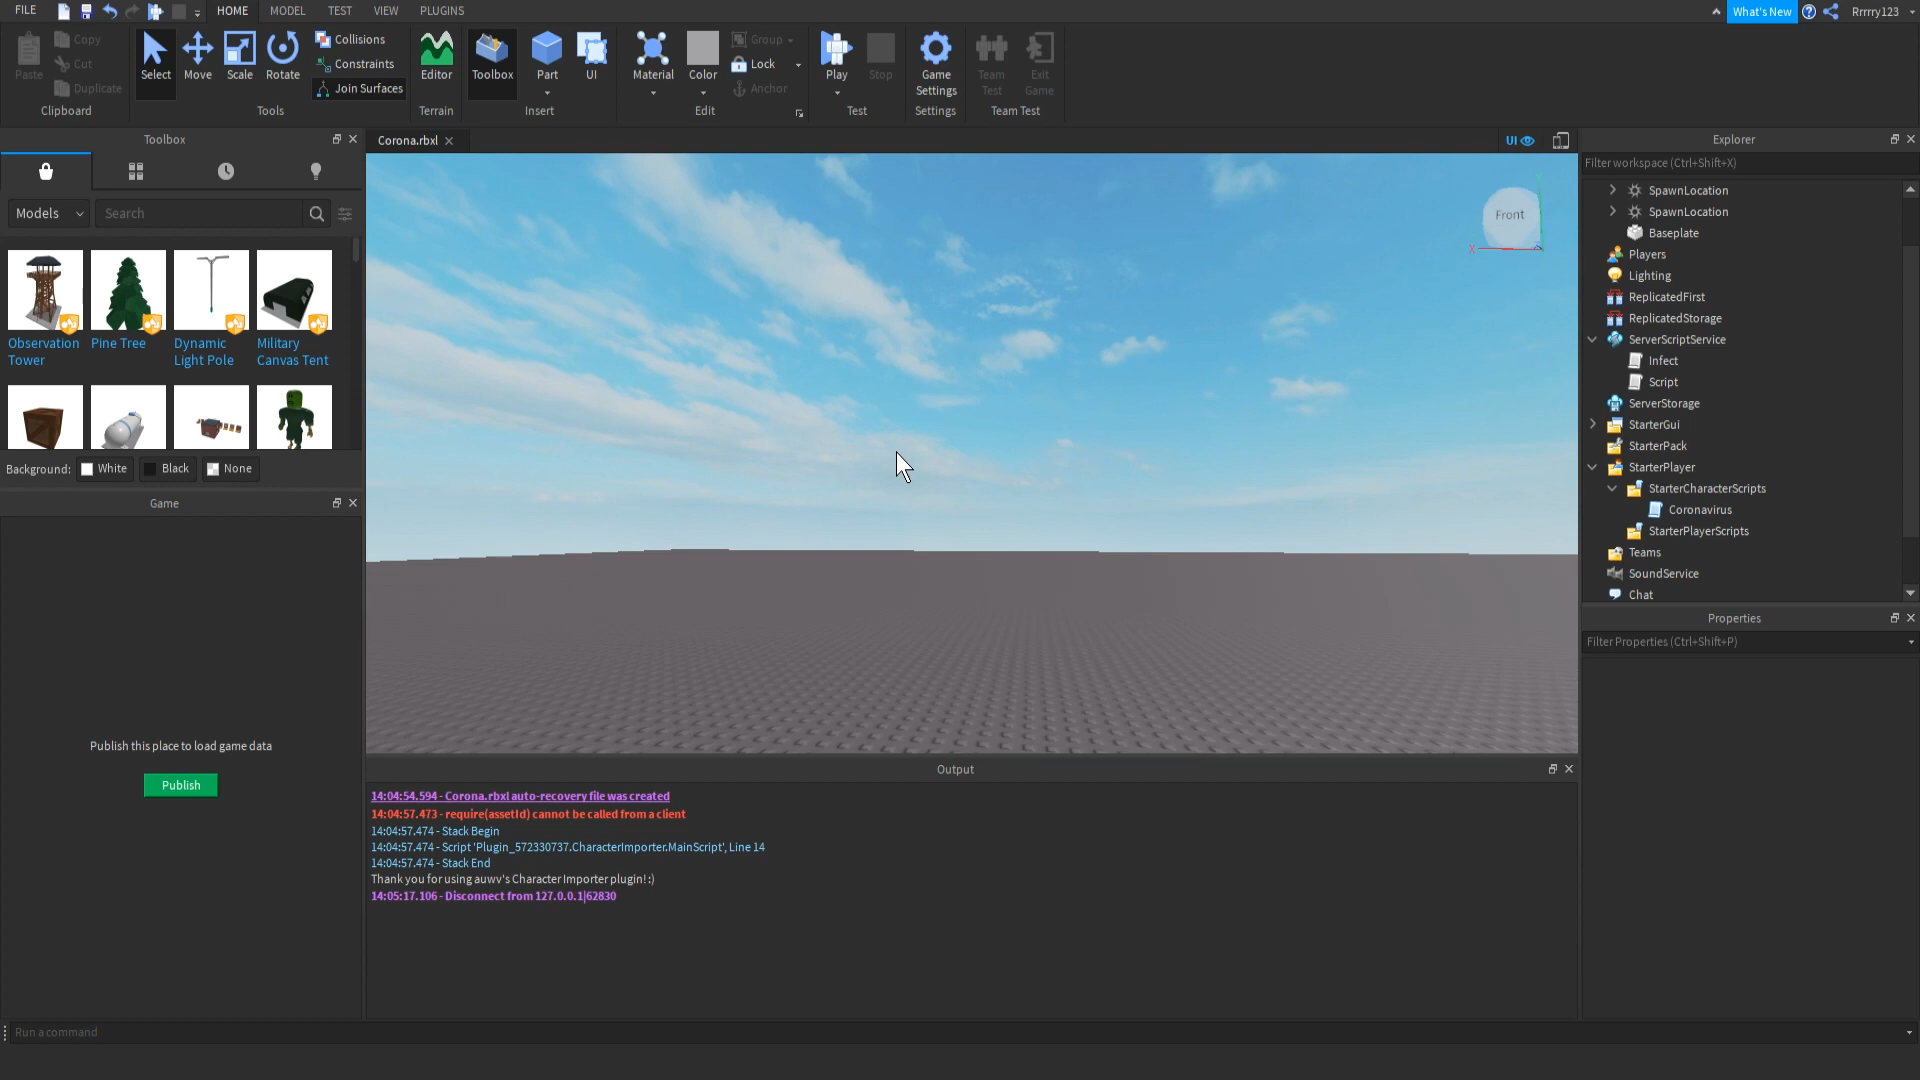 FILE
HOME
MODEL
TEST
VIEW
PLUGINS
What's New
Rrrrry123
Paste
Copy
Cut
Duplicate
Clipboard
Select
Move
Scale
Rotate
Collisions
Constraints
Join Surfaces
Tools
Editor
Terrain
Toolbox
Part
UI
Insert
Material
Color
Group
Lock
Anchor
Edit
Play
Stop
Test
Game
Settings
Settings
Team
Test
Exit
Game
Team Test
Toolbox
Models
Search
Observation
Tower
Pine Tree
Dynamic
Light Pole
Military
Canvas Tent
Background:
White
Black
None
Game
Publish this place to load game data
Publish
Corona.rbxl
UI
Front
X
Output
14:04:54.594 - Corona.rbxl auto-recovery file was created
14:04:57.473 - require(assetId) cannot be called from a client
14:04:57.474 - Stack Begin
14:04:57.474 - Script 'Plugin_572330737.CharacterImporter.MainScript', Line 14
14:04:57.474 - Stack End
Thank you for using auwv's Character Importer plugin! :)
14:05:17.106 - Disconnect from 127.0.0.1|62830
Explorer
Filter workspace (Ctrl+Shift+X)
SpawnLocation
SpawnLocation
Baseplate
Players
Lighting
ReplicatedFirst
ReplicatedStorage
ServerScriptService
Infect
Script
ServerStorage
StarterGui
StarterPack
StarterPlayer
StarterCharacterScripts
Coronavirus
StarterPlayerScripts
Teams
SoundService
Chat
Properties
Filter Properties (Ctrl+Shift+P)
Run a command